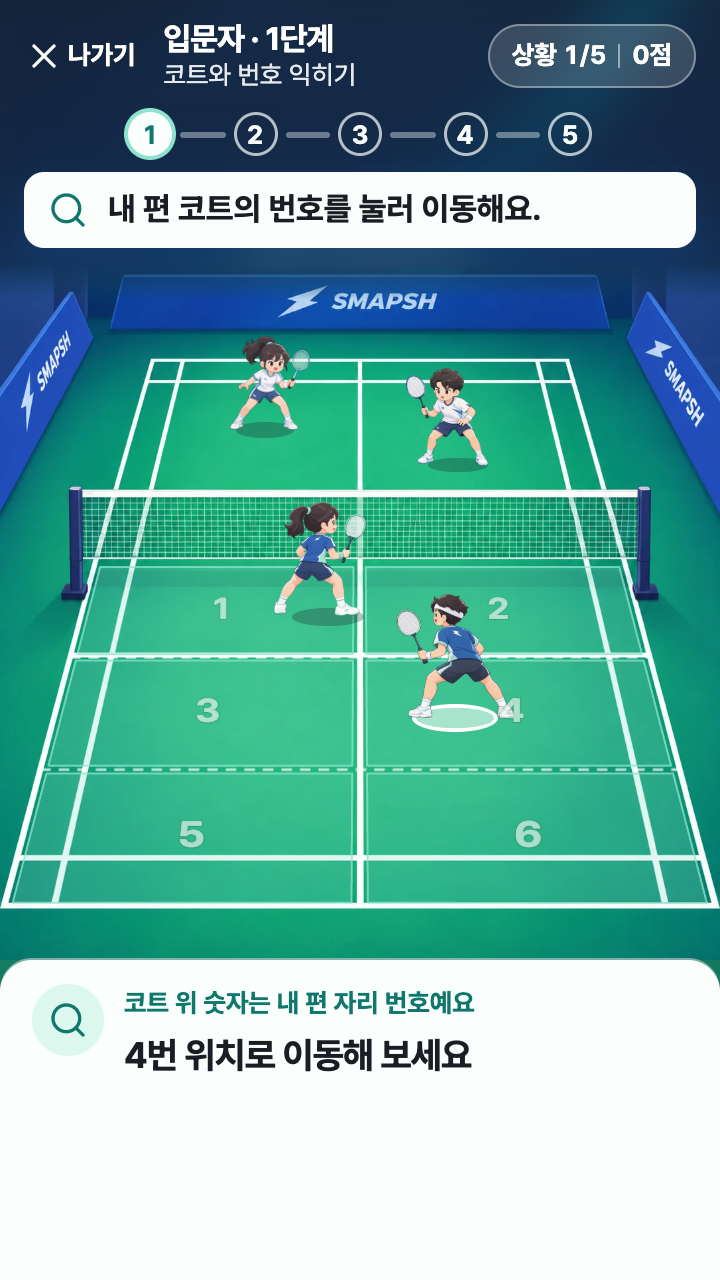 나가기
입문자 · 1단계
코트와 번호 익히기
상황 1/5 | 0점
1 2 3 4 5
내 편 코트의 번호를 눌러 이동해요.
SMAPSH
SMAPSH
SMAPSH
1 2
3 4
5 6
코트 위 숫자는 내 편 자리 번호예요
4번 위치로 이동해 보세요